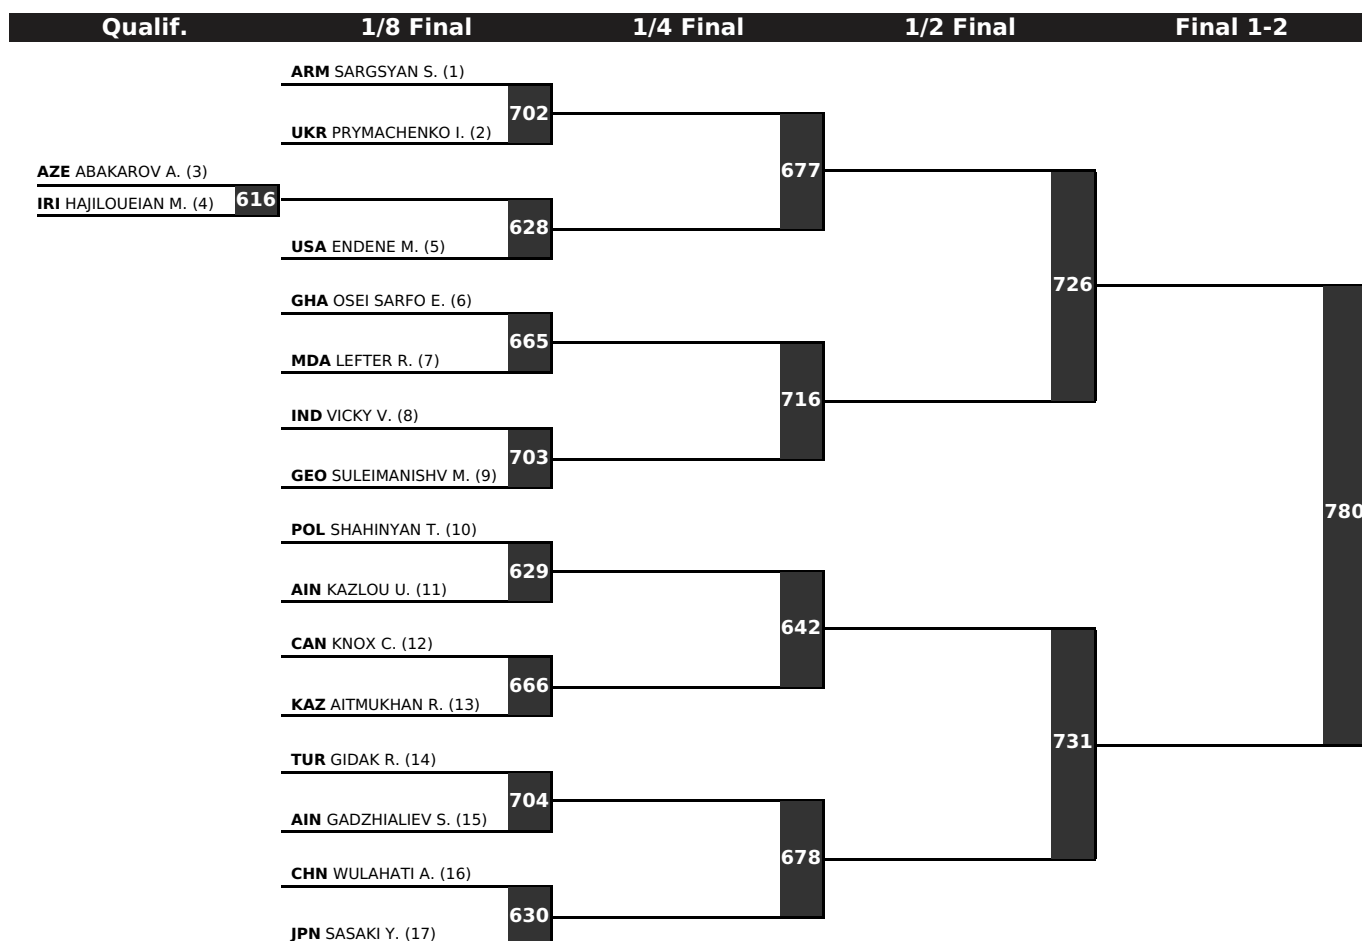 Qualif. 1/8 Final 1/4 Final 1/2 Final Final 1-2
ARM SARGSYAN S. (1)
702
UKR PRYMACHENKO I. (2)
AZE ABAKAROV A. (3)
677
IRI HAJILOUEIAN M. (4) 616
628
USA ENDENE M. (5)
726
GHA OSEI SARFO E. (6)
665
MDA LEFTER R. (7)
716
IND VICKY V. (8)
703
GEO SULEIMANISHV M. (9)
780
POL SHAHINYAN T. (10)
629
AIN KAZLOU U. (11)
642
CAN KNOX C. (12)
666
KAZ AITMUKHAN R. (13)
731
TUR GIDAK R. (14)
704
AIN GADZHIALIEV S. (15)
678
CHN WULAHATI A. (16)
630
JPN SASAKI Y. (17)